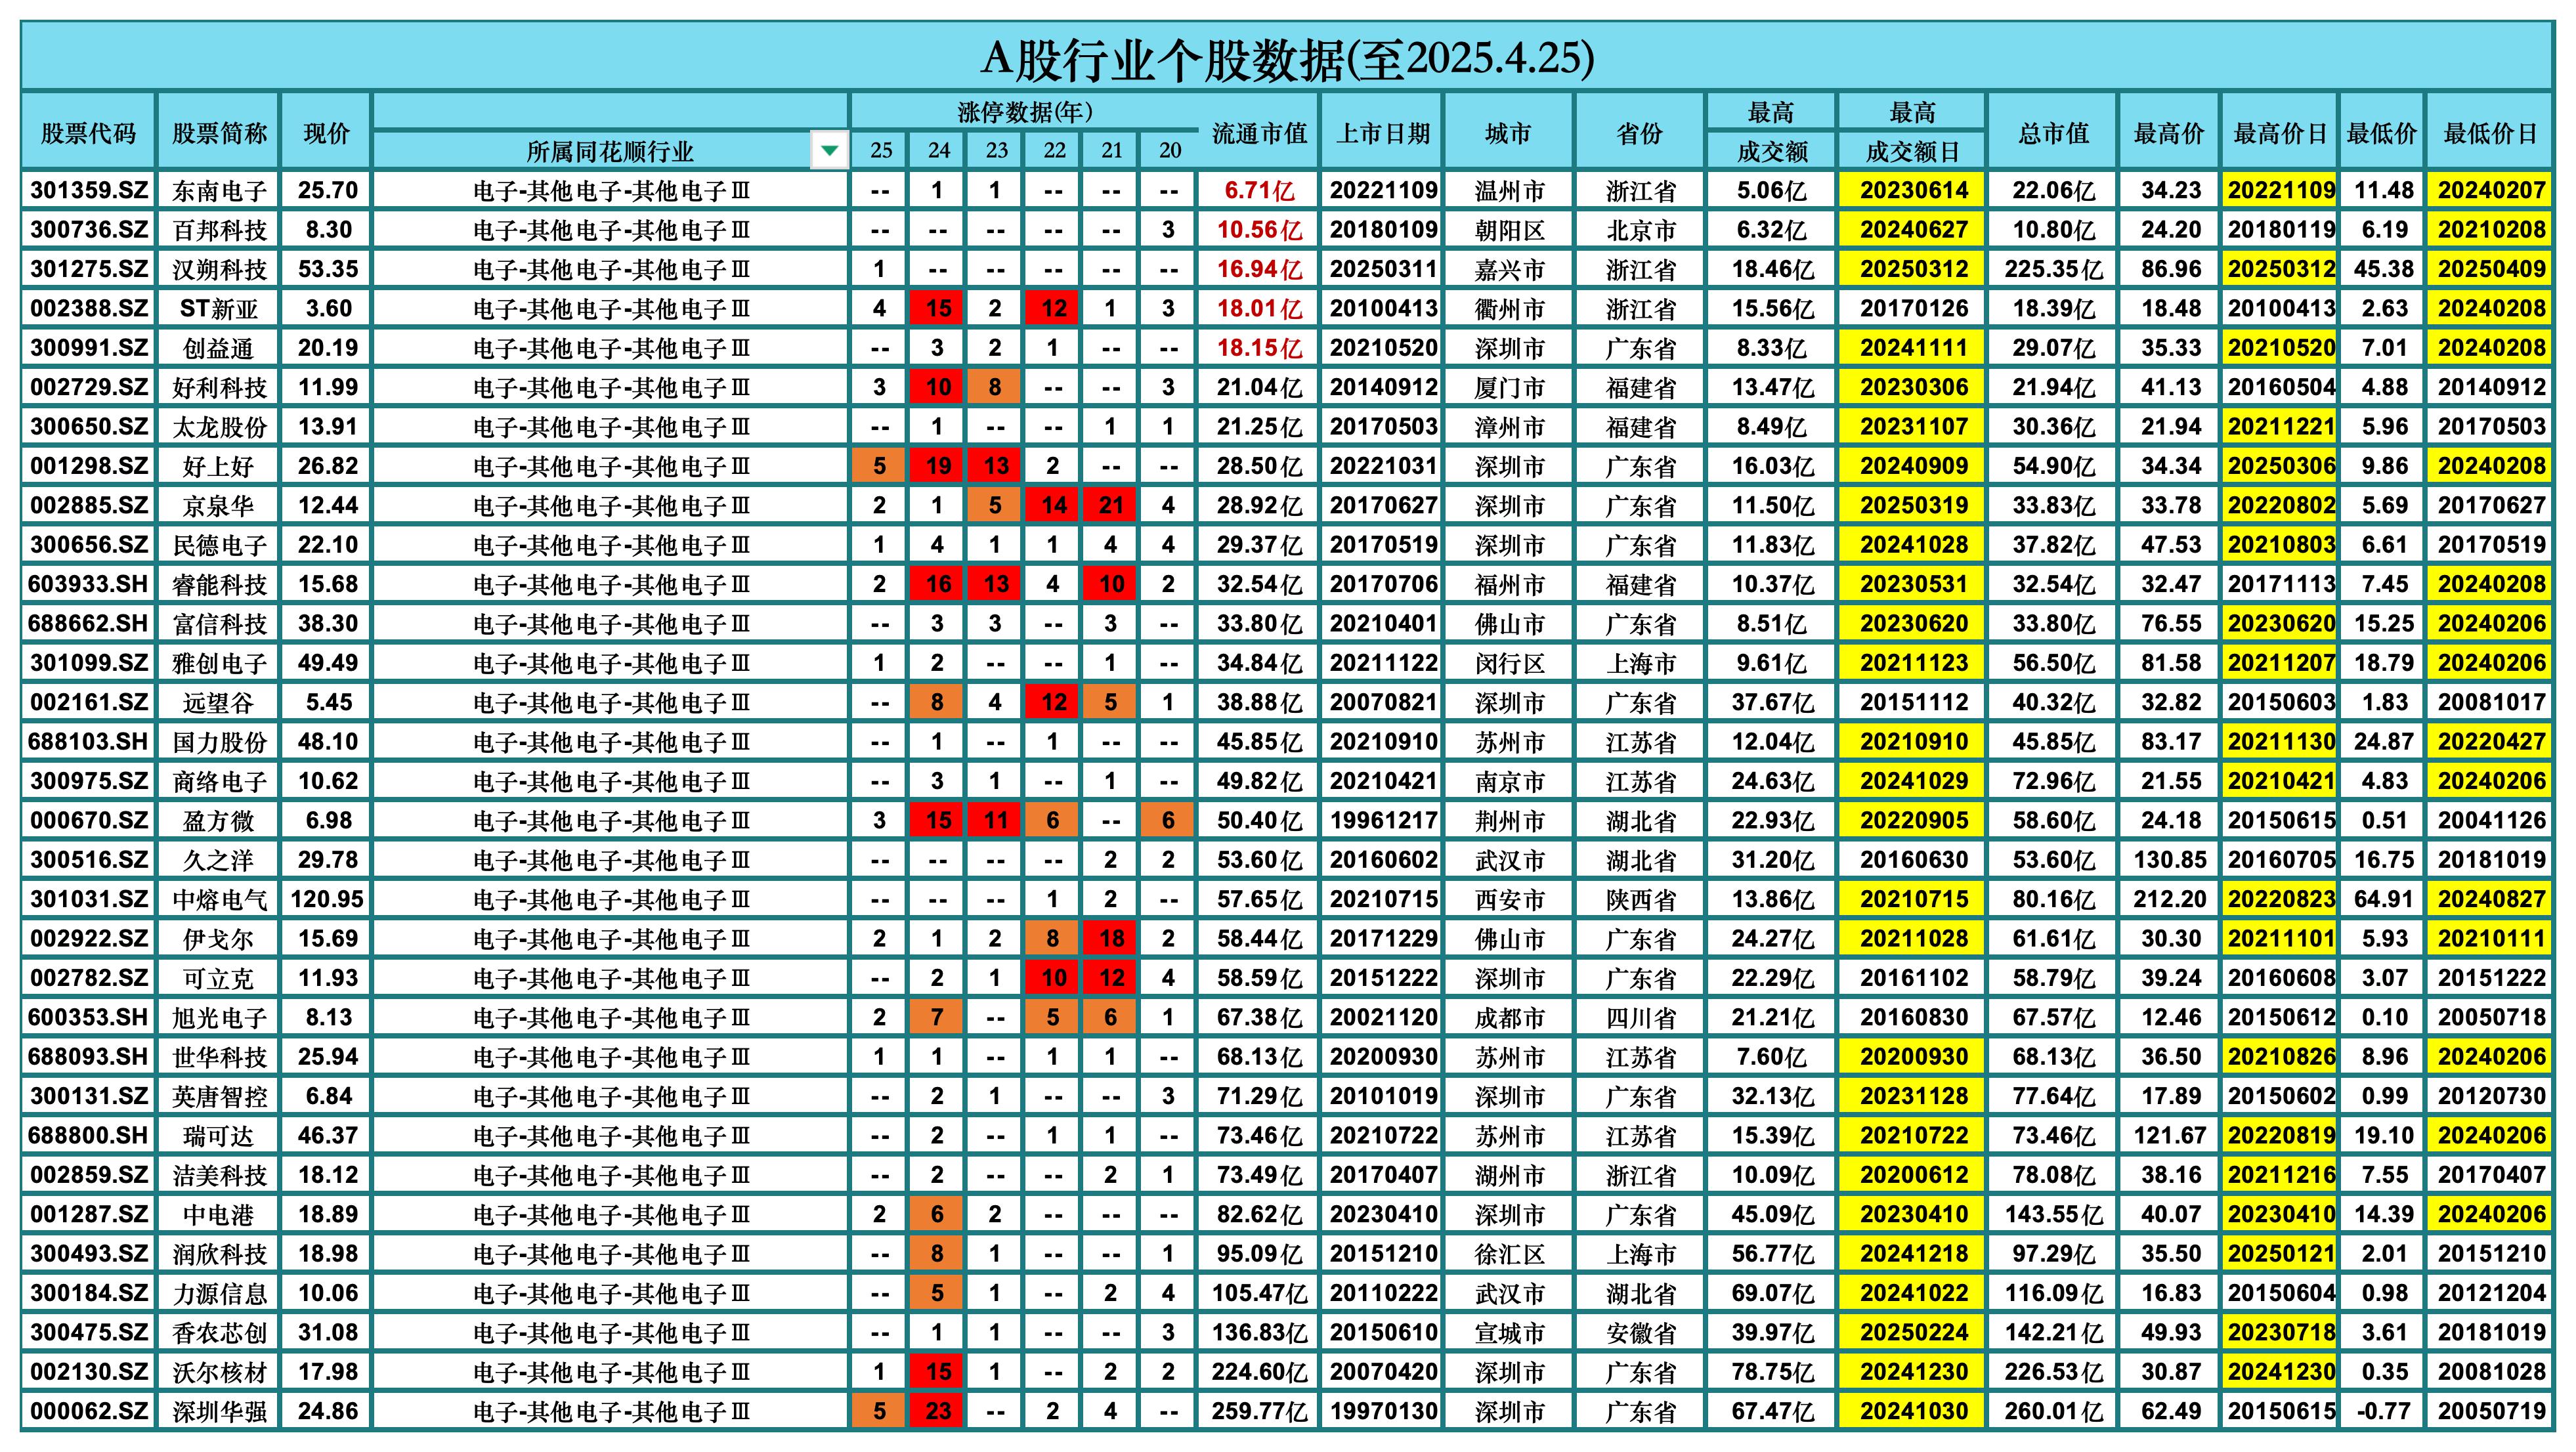 A股行业个股数据(至2025.4.25)
股票代码 股票简称 现价 所属同花顺行业 涨停数据(年) 25 24 23 22 21 20 流通市值 上市日期 城市 省份 最高成交额 最高成交额日 总市值 最高价 最高价日 最低价 最低价日
301359.SZ 东南电子 25.70 电子-其他电子-其他电子Ⅲ -- 1 1 -- -- -- 6.71亿 20221109 温州市 浙江省 5.06亿 20230614 22.06亿 34.23 20221109 11.48 20240207
300736.SZ 百邦科技 8.30 电子-其他电子-其他电子Ⅲ -- -- -- -- -- 3 10.56亿 20180109 朝阳区 北京市 6.32亿 20240627 10.80亿 24.20 20180119 6.19 20210208
301275.SZ 汉朔科技 53.35 电子-其他电子-其他电子Ⅲ 1 -- -- -- -- -- 16.94亿 20250311 嘉兴市 浙江省 18.46亿 20250312 225.35亿 86.96 20250312 45.38 20250409
002388.SZ ST新亚 3.60 电子-其他电子-其他电子Ⅲ 4 15 2 12 1 3 18.01亿 20100413 衢州市 浙江省 15.56亿 20170126 18.39亿 18.48 20100413 2.63 20240208
300991.SZ 创益通 20.19 电子-其他电子-其他电子Ⅲ -- 3 2 1 -- -- 18.15亿 20210520 深圳市 广东省 8.33亿 20241111 29.07亿 35.33 20210520 7.01 20240208
002729.SZ 好利科技 11.99 电子-其他电子-其他电子Ⅲ 3 10 8 -- -- 3 21.04亿 20140912 厦门市 福建省 13.47亿 20230306 21.94亿 41.13 20160504 4.88 20140912
300650.SZ 太龙股份 13.91 电子-其他电子-其他电子Ⅲ -- 1 -- -- 1 1 21.25亿 20170503 漳州市 福建省 8.49亿 20231107 30.36亿 21.94 20211221 5.96 20170503
001298.SZ 好上好 26.82 电子-其他电子-其他电子Ⅲ 5 19 13 2 -- -- 28.50亿 20221031 深圳市 广东省 16.03亿 20240909 54.90亿 34.34 20250306 9.86 20240208
002885.SZ 京泉华 12.44 电子-其他电子-其他电子Ⅲ 2 1 5 14 21 4 28.92亿 20170627 深圳市 广东省 11.50亿 20250319 33.83亿 33.78 20220802 5.69 20170627
300656.SZ 民德电子 22.10 电子-其他电子-其他电子Ⅲ 1 4 1 1 4 4 29.37亿 20170519 深圳市 广东省 11.83亿 20241028 37.82亿 47.53 20210803 6.61 20170519
603933.SH 睿能科技 15.68 电子-其他电子-其他电子Ⅲ 2 16 13 4 10 2 32.54亿 20170706 福州市 福建省 10.37亿 20230531 32.54亿 32.47 20171113 7.45 20240208
688662.SH 富信科技 38.30 电子-其他电子-其他电子Ⅲ -- 3 3 -- 3 -- 33.80亿 20210401 佛山市 广东省 8.51亿 20230620 33.80亿 76.55 20230620 15.25 20240206
301099.SZ 雅创电子 49.49 电子-其他电子-其他电子Ⅲ 1 2 -- -- 1 -- 34.84亿 20211122 闵行区 上海市 9.61亿 20211123 56.50亿 81.58 20211207 18.79 20240206
002161.SZ 远望谷 5.45 电子-其他电子-其他电子Ⅲ -- 8 4 12 5 1 38.88亿 20070821 深圳市 广东省 37.67亿 20151112 40.32亿 32.82 20150603 1.83 20081017
688103.SH 国力股份 48.10 电子-其他电子-其他电子Ⅲ -- 1 -- 1 -- -- 45.85亿 20210910 苏州市 江苏省 12.04亿 20210910 45.85亿 83.17 20211130 24.87 20220427
300975.SZ 商络电子 10.62 电子-其他电子-其他电子Ⅲ -- 3 1 -- 1 -- 49.82亿 20210421 南京市 江苏省 24.63亿 20241029 72.96亿 21.55 20210421 4.83 20240206
000670.SZ 盈方微 6.98 电子-其他电子-其他电子Ⅲ 3 15 11 6 -- 6 50.40亿 19961217 荆州市 湖北省 22.93亿 20220905 58.60亿 24.18 20150615 0.51 20041126
300516.SZ 久之洋 29.78 电子-其他电子-其他电子Ⅲ -- -- -- -- 2 2 53.60亿 20160602 武汉市 湖北省 31.20亿 20160630 53.60亿 130.85 20160705 16.75 20181019
301031.SZ 中熔电气 120.95 电子-其他电子-其他电子Ⅲ -- -- -- 1 2 -- 57.65亿 20210715 西安市 陕西省 13.86亿 20210715 80.16亿 212.20 20220823 64.91 20240827
002922.SZ 伊戈尔 15.69 电子-其他电子-其他电子Ⅲ 2 1 2 8 18 2 58.44亿 20171229 佛山市 广东省 24.27亿 20211028 61.61亿 30.30 20211101 5.93 20210111
002782.SZ 可立克 11.93 电子-其他电子-其他电子Ⅲ -- 2 1 10 12 4 58.59亿 20151222 深圳市 广东省 22.29亿 20161102 58.79亿 39.24 20160608 3.07 20151222
600353.SH 旭光电子 8.13 电子-其他电子-其他电子Ⅲ 2 7 -- 5 6 1 67.38亿 20021120 成都市 四川省 21.21亿 20160830 67.57亿 12.46 20150612 0.10 20050718
688093.SH 世华科技 25.94 电子-其他电子-其他电子Ⅲ 1 1 -- 1 1 -- 68.13亿 20200930 苏州市 江苏省 7.60亿 20200930 68.13亿 36.50 20210826 8.96 20240206
300131.SZ 英唐智控 6.84 电子-其他电子-其他电子Ⅲ -- 2 1 -- -- 3 71.29亿 20101019 深圳市 广东省 32.13亿 20231128 77.64亿 17.89 20150602 0.99 20120730
688800.SH 瑞可达 46.37 电子-其他电子-其他电子Ⅲ -- 2 -- 1 1 -- 73.46亿 20210722 苏州市 江苏省 15.39亿 20210722 73.46亿 121.67 20220819 19.10 20240206
002859.SZ 洁美科技 18.12 电子-其他电子-其他电子Ⅲ -- 2 -- -- 2 1 73.49亿 20170407 湖州市 浙江省 10.09亿 20200612 78.08亿 38.16 20211216 7.55 20170407
001287.SZ 中电港 18.89 电子-其他电子-其他电子Ⅲ 2 6 2 -- -- -- 82.62亿 20230410 深圳市 广东省 45.09亿 20230410 143.55亿 40.07 20230410 14.39 20240206
300493.SZ 润欣科技 18.98 电子-其他电子-其他电子Ⅲ -- 8 1 -- -- 1 95.09亿 20151210 徐汇区 上海市 56.77亿 20241218 97.29亿 35.50 20250121 2.01 20151210
300184.SZ 力源信息 10.06 电子-其他电子-其他电子Ⅲ -- 5 1 -- 2 4 105.47亿 20110222 武汉市 湖北省 69.07亿 20241022 116.09亿 16.83 20150604 0.98 20121204
300475.SZ 香农芯创 31.08 电子-其他电子-其他电子Ⅲ -- 1 1 -- -- 3 136.83亿 20150610 宣城市 安徽省 39.97亿 20250224 142.21亿 49.93 20230718 3.61 20181019
002130.SZ 沃尔核材 17.98 电子-其他电子-其他电子Ⅲ 1 15 1 -- 2 2 224.60亿 20070420 深圳市 广东省 78.75亿 20241230 226.53亿 30.87 20241230 0.35 20081028
000062.SZ 深圳华强 24.86 电子-其他电子-其他电子Ⅲ 5 23 -- 2 4 -- 259.77亿 19970130 深圳市 广东省 67.47亿 20241030 260.01亿 62.49 20150615 -0.77 20050719